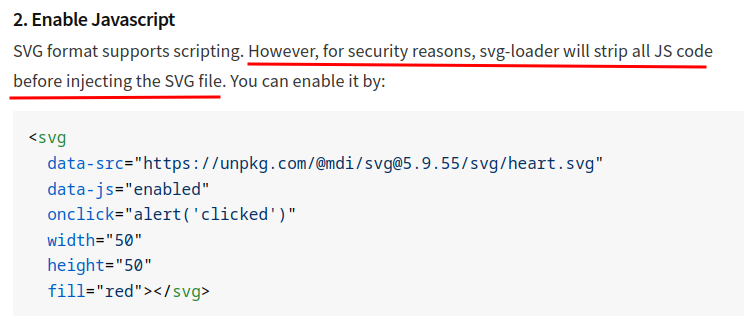 2. Enable Javascript
SVG format supports scripting. However, for security reasons, svg-loader will strip all JS code
before injecting the SVG file. You can enable it by:
<svg
  data-src="https://unpkg.com/@mdi/svg@5.9.55/svg/heart.svg"
  data-js="enabled"
  onclick="alert('clicked')"
  width="50"
  height="50"
  fill="red"></svg>